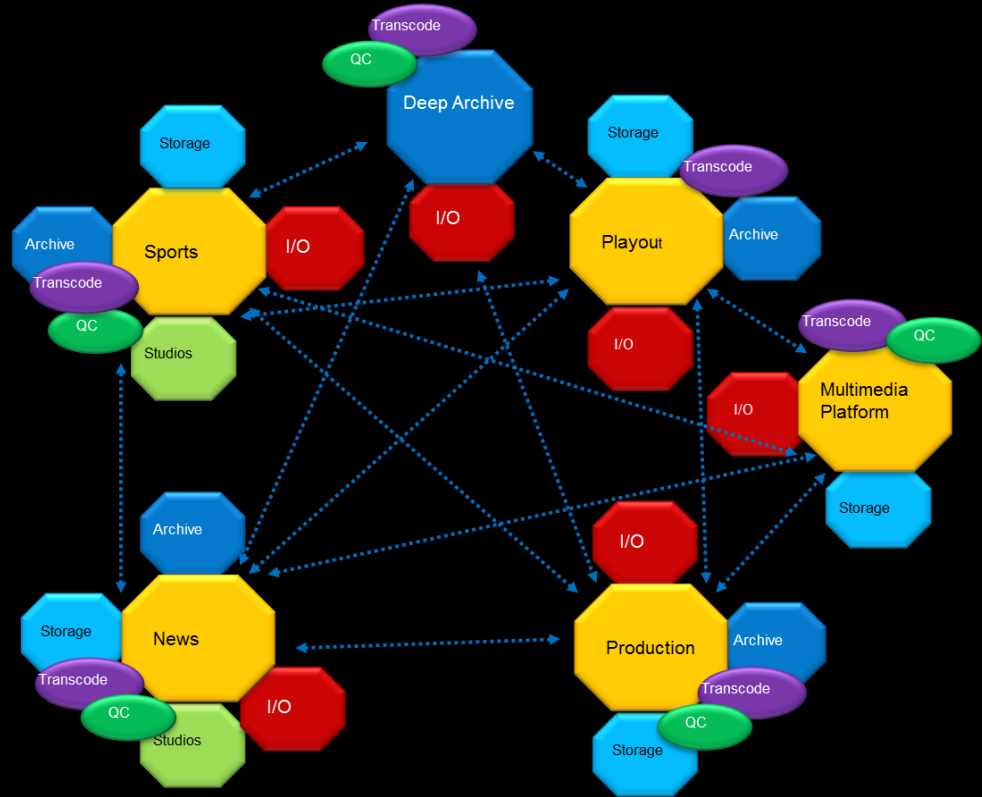 Transcode
QC
Deep Archive
I/O
Storage
Archive
Sports
I/O
Transcode
QC
Studios
Storage
Transcode
Playout
Archive
I/O
Transcode
QC
I/O
Multimedia
Platform
Storage
Archive
Storage
News
Transcode
QC
I/O
Studios
I/O
Production
Archive
Transcode
QC
Storage